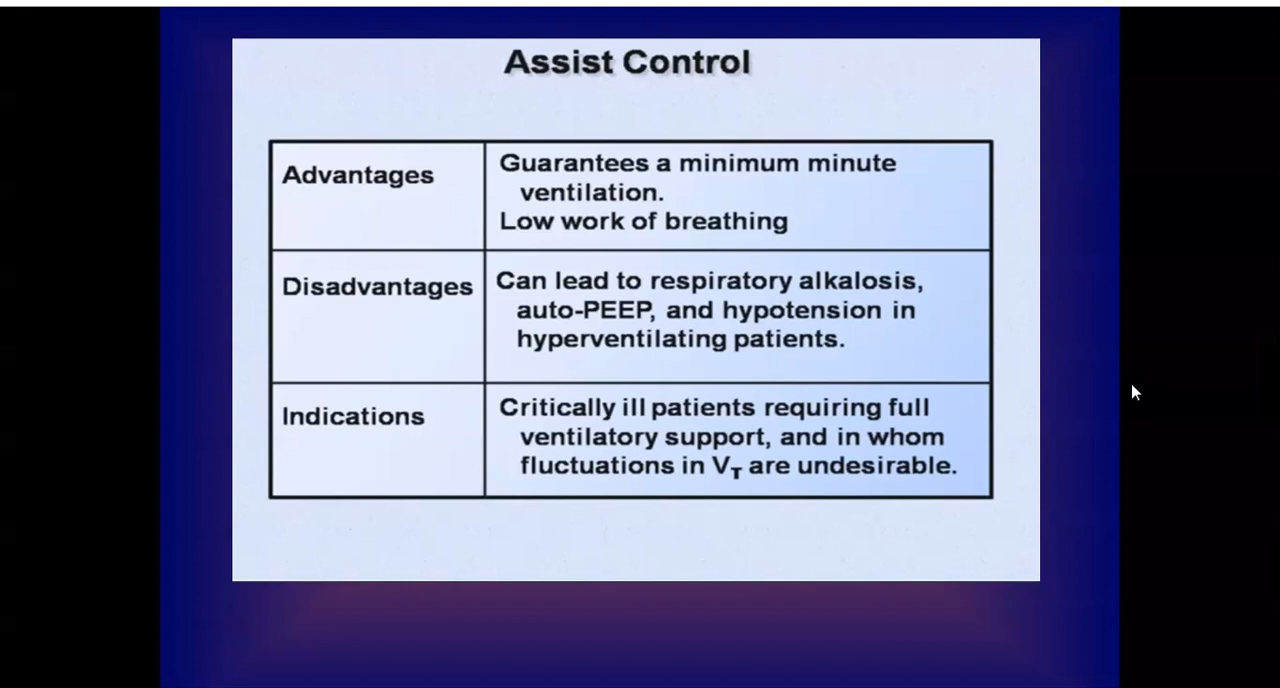 Assist Control
Advantages
Guarantees a minimum minute
ventilation.
Low work of breathing
Disadvantages
Can lead to respiratory alkalosis,
auto-PEEP, and hypotension in
hyperventilating patients.
Indications
Critically ill patients requiring full
ventilatory support, and in whom
fluctuations in VT are undesirable.